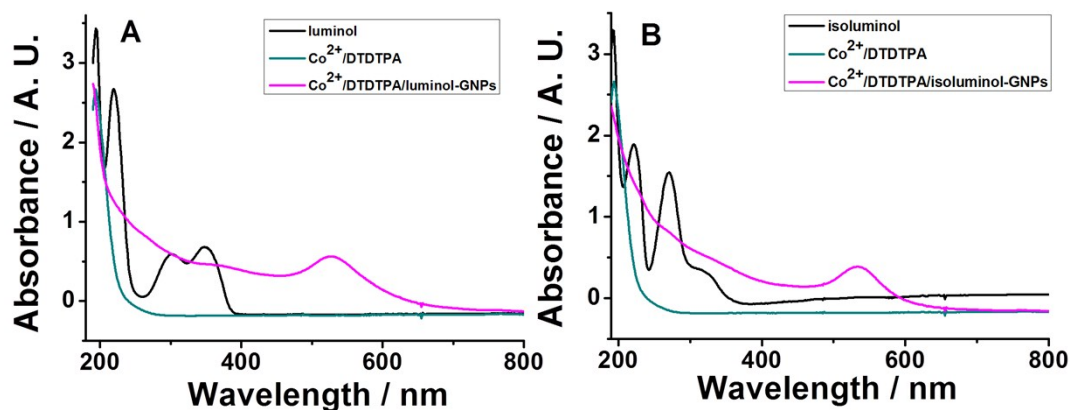 A
luminol
Co2+/DTDTPA
Co2+/DTDTPA/luminol-GNPs
Absorbance / A. U.
3
2
1
0
200 400 600 800
Wavelength / nm
B
isoluminol
Co2+/DTDTPA
Co2+/DTDTPA/isoluminol-GNPs
Absorbance / A. U.
3
2
1
0
200 400 600 800
Wavelength / nm